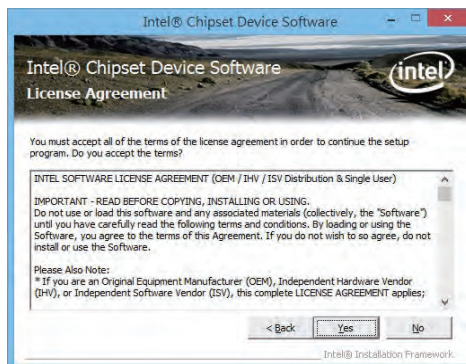 Intel® Chipset Device Software
Intel® Chipset Device Software
License Agreement
intel
You must accept all of the terms of the license agreement in order to continue the setup
program. Do you accept the terms?
INTEL SOFTWARE LICENSE AGREEMENT (OEM / IHV / ISV Distribution & Single User)
IMPORTANT - READ BEFORE COPYING, INSTALLING OR USING.
Do not use or load this software and any associated materials (collectively, the "Software")
until you have carefully read the following terms and conditions. By loading or using the
Software, you agree to the terms of this Agreement. If you do not wish to so agree, do not
install or use the Software.
Please Also Note:
* If you are an Original Equipment Manufacturer (OEM), Independent Hardware Vendor
(IHV), or Independent Software Vendor (ISV), this complete LICENSE AGREEMENT applies;
< Back Yes No
Intel® Installation Framework